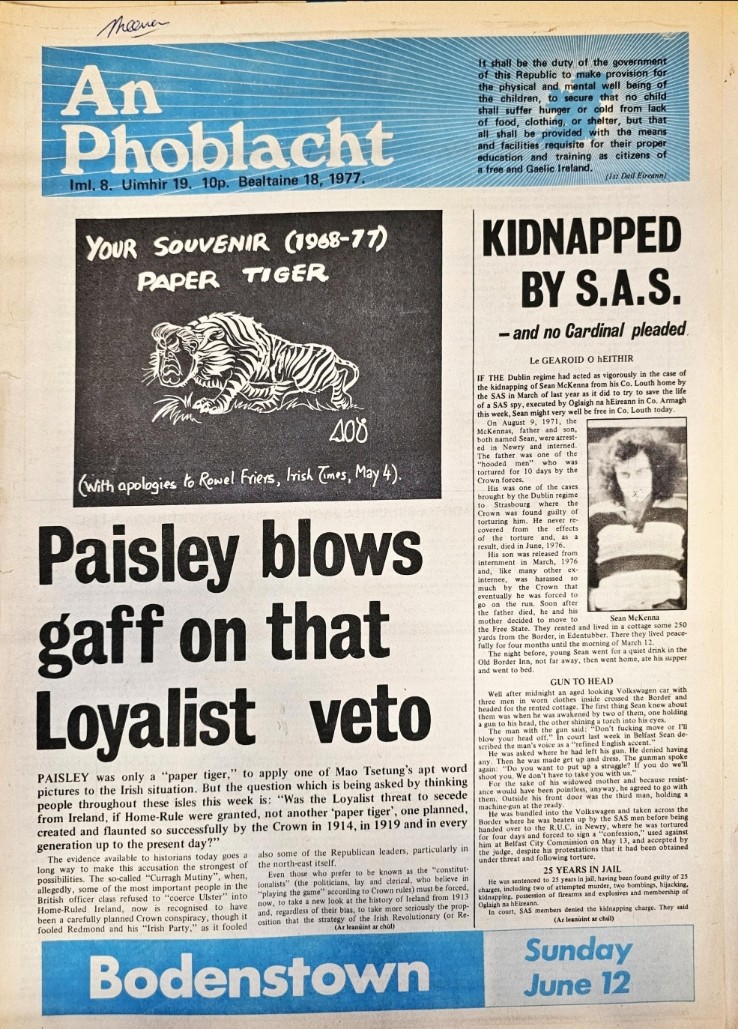 An
Phoblacht
Iml. 8. Uimhir 19. 10p. Bealtaine 18, 1977.
It shall be the duty of the government
of this Republic to make provision for
the physical and mental well being of
the children, to secure that no child
shall suffer hunger or cold from lack
of food, clothing, or shelter, but that
all shall be provided with the means
and facilities requisite for their proper
education and training as citizens of
a free and Gaelic Ireland.
(1st Dáil Éireann)
YOUR SOUVENIR (1968-77)
PAPER TIGER
(With apologies to Rowel Friers, Irish Times, May 4).
Paisley blows
gaff on that
Loyalist veto
PAISLEY was only a "paper tiger," to apply one of Mao Tsetung's apt word
pictures to the Irish situation. But the question which is being asked by thinking
people throughout these isles this week is: "Was the Loyalist threat to secede
from Ireland, if Home-Rule were granted, not another 'paper tiger', one planned,
created and flaunted so successfully by the Crown in 1914, in 1919 and in every
generation up to the present day?"
The evidence available to historians today goes a
long way to make this accusation the strongest of
possibilities. The so-called "Curragh Mutiny", when,
allegedly, some of the most important people in the
British officer class refused to "coerce Ulster" into
Home-Ruled Ireland, now is recognised to have
been a carefully planned Crown conspiracy, though it
fooled Redmond and his "Irish Party," as it fooled
also some of the Republican leaders, particularly in
the north-east itself.
Even those who prefer to be known as the "constitut-
ionalists" (the politicians, lay and clerical, who believe in
"playing the game" according to Crown rules) must be forced,
now, to take a new look at the history of Ireland from 1913
and, regardless of their bias, to take more seriously the prop-
osition that the strategy of the Irish Revolutionary (or Re-
(Ar leanúint ar chúl)
KIDNAPPED
BY S.A.S.
– and no Cardinal pleaded
Le GEAROID O hEITHIR
IF THE Dublin regime had acted as vigorously in the case of
the kidnapping of Sean McKenna from his Co. Louth home by
the SAS in March of last year as it did to try to save the life
of a SAS spy, executed by Oglaigh na hEireann in Co. Armagh
this week, Sean might very well be free in Co. Louth today.
On August 9, 1971, the
McKennas, father and son,
both named Sean, were arrest-
ed in Newry and interned.
The father was one of the
"hooded men" who was
tortured for 10 days by the
Crown forces.
His was one of the cases
brought by the Dublin regime
to Strasbourg where the
Crown was found guilty of
torturing him. He never re-
covered from the effects
of the torture and, as a
result, died in June, 1976.
His son was released from
internment in March, 1976
and, like many other ex-
internee, was harassed so
much by the Crown that
eventually he was forced to
go on the run. Soon after
the father died, he and his
mother decided to move to
Sean McKenna
the Free State. They rented and lived in a cottage some 250
yards from the Border, in Edentubber. There they lived peace-
fully for four months until the morning of March 12.
The night before, young Sean went for a quiet drink in the
Old Border Inn, not far away, then went home, ate his supper
and went to bed.
GUN TO HEAD
Well after midnight an aged looking Volkswagen car with
three men in worn clothes inside crossed the Border and
headed for the rented cottage. The first thing Sean knew about
them was when he was awakened by two of them, one holding
a gun to his head, the other shining a torch into his eyes.
The man with the gun said; "Don't fucking move or I'll
blow your head off." In court last week in Belfast Sean de-
scribed the man's voice as a "refined English accent."
He was asked where he had left his gun. He denied having
any. Then he was made get up and dress. The gunman spoke
again: "Do you want to put up a struggle? If you do we'll
shoot you. We don't have to take you with us."
For the sake of his widowed mother and because resist-
ance would have been pointless, anyway, he agreed to go with
them. Outside his front door was the third man, holding a
machine-gun at the ready.
He was bundled into the Volkswagen and taken across the
Border where he was beaten up by the SAS men before being
handed over to the R.U.C. in Newry, where he was tortured
for four days and forced to sign a "confession," used against
him at Belfast City Commission on May 13, and accepted by
the judge, despite his protestations that it had been obtained
under threat and following torture.
25 YEARS IN JAIL
He was sentenced to 25 years in jail, having been found guilty of 25
charges, including two of attempted murder, two bombings, hijacking,
kidnapping, possession of firearms and explosives and membership of
Oglaigh na hEireann.
In court, SAS members denied the kidnapping charge. They said
(Ar leanúint ar chúl)
Bodenstown
Sunday
June 12